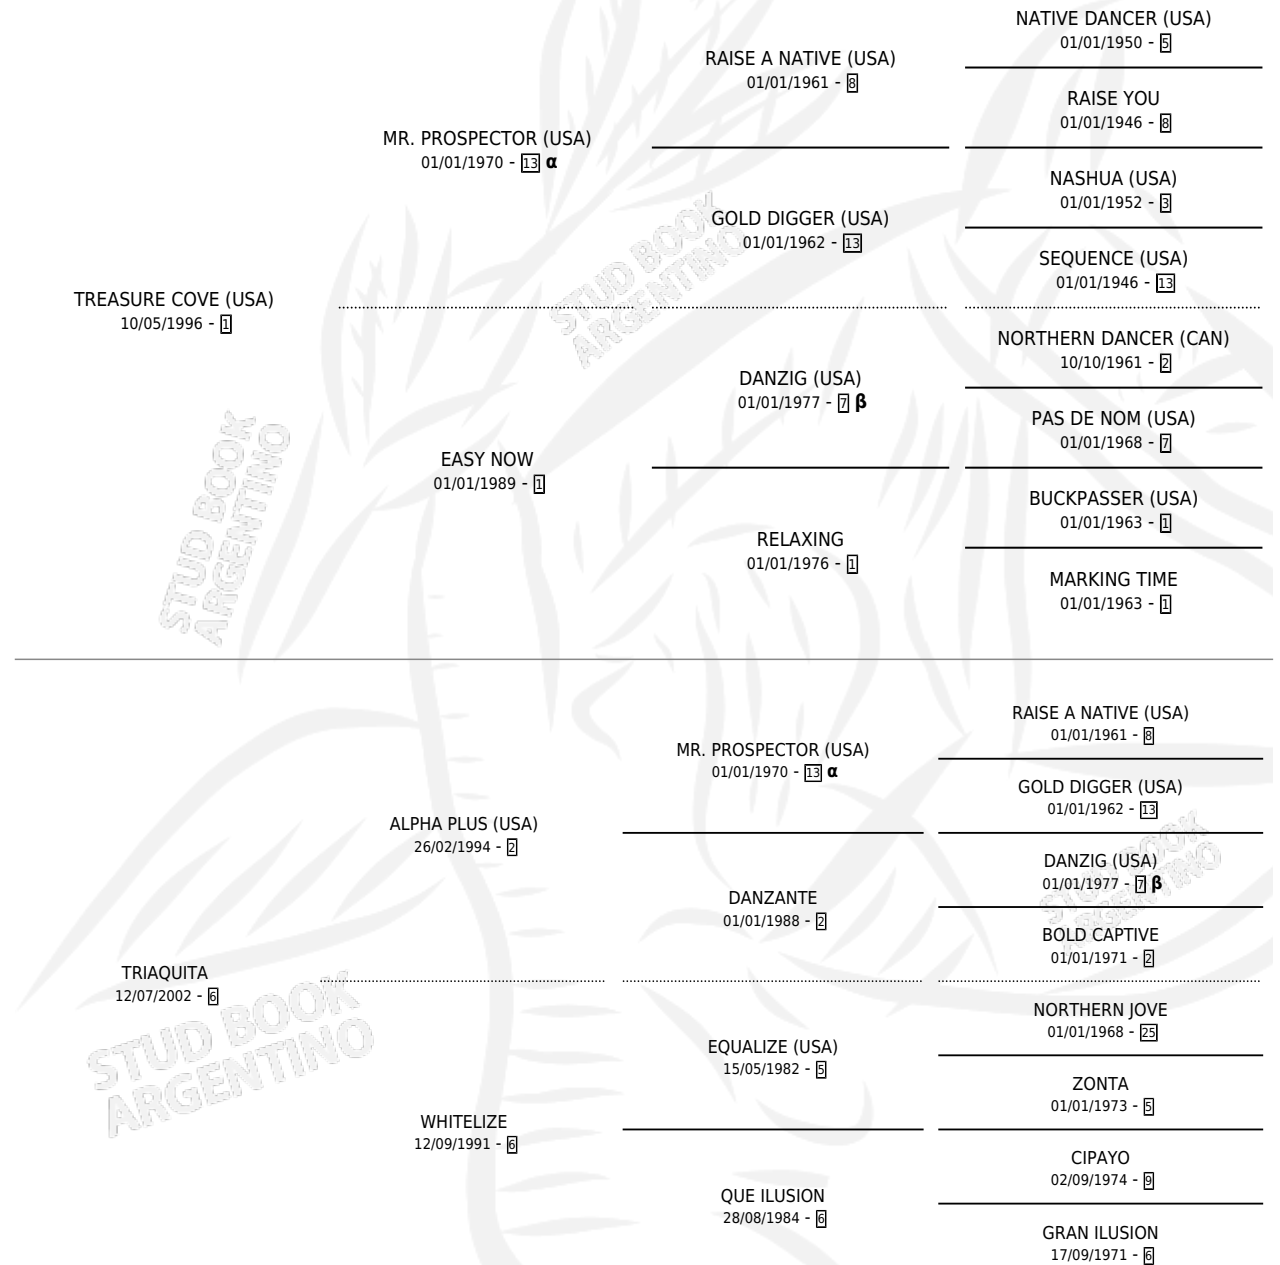 NATIVE DANCER (USA)
01/01/1950 - 5
RAISE A NATIVE (USA)
01/01/1961 - 8
RAISE YOU
01/01/1946 - 8
MR. PROSPECTOR (USA)
01/01/1970 - 13 α
NASHUA (USA)
01/01/1952 - 3
GOLD DIGGER (USA)
01/01/1962 - 13
SEQUENCE (USA)
01/01/1946 - 13
TREASURE COVE (USA)
10/05/1996 - 1
STUD BOOK
ARGENTINO
NORTHERN DANCER (CAN)
10/10/1961 - 2
DANZIG (USA)
01/01/1977 - 7 β
PAS DE NOM (USA)
01/01/1968 - 7
EASY NOW
01/01/1989 - 1
BUCKPASSER (USA)
01/01/1963 - 1
RELAXING
01/01/1976 - 1
MARKING TIME
01/01/1963 - 1
STUD BOOK
ARGENTINO
RAISE A NATIVE (USA)
01/01/1961 - 8
MR. PROSPECTOR (USA)
01/01/1970 - 13 α
GOLD DIGGER (USA)
01/01/1962 - 13
ALPHA PLUS (USA)
26/02/1994 - 2
DANZIG (USA)
01/01/1977 - 7 β
STUD BOOK
ARGENTINO
DANZANTE
01/01/1988 - 2
BOLD CAPTIVE
01/01/1971 - 2
TRIAQUITA
12/07/2002 - 6
STUD BOOK
ARGENTINO
NORTHERN JOVE
01/01/1968 - 25
EQUALIZE (USA)
15/05/1982 - 5
ZONTA
01/01/1973 - 5
WHITELIZE
12/09/1991 - 6
CIPAYO
02/09/1974 - 9
QUE ILUSION
28/08/1984 - 6
GRAN ILUSION
17/09/1971 - 6